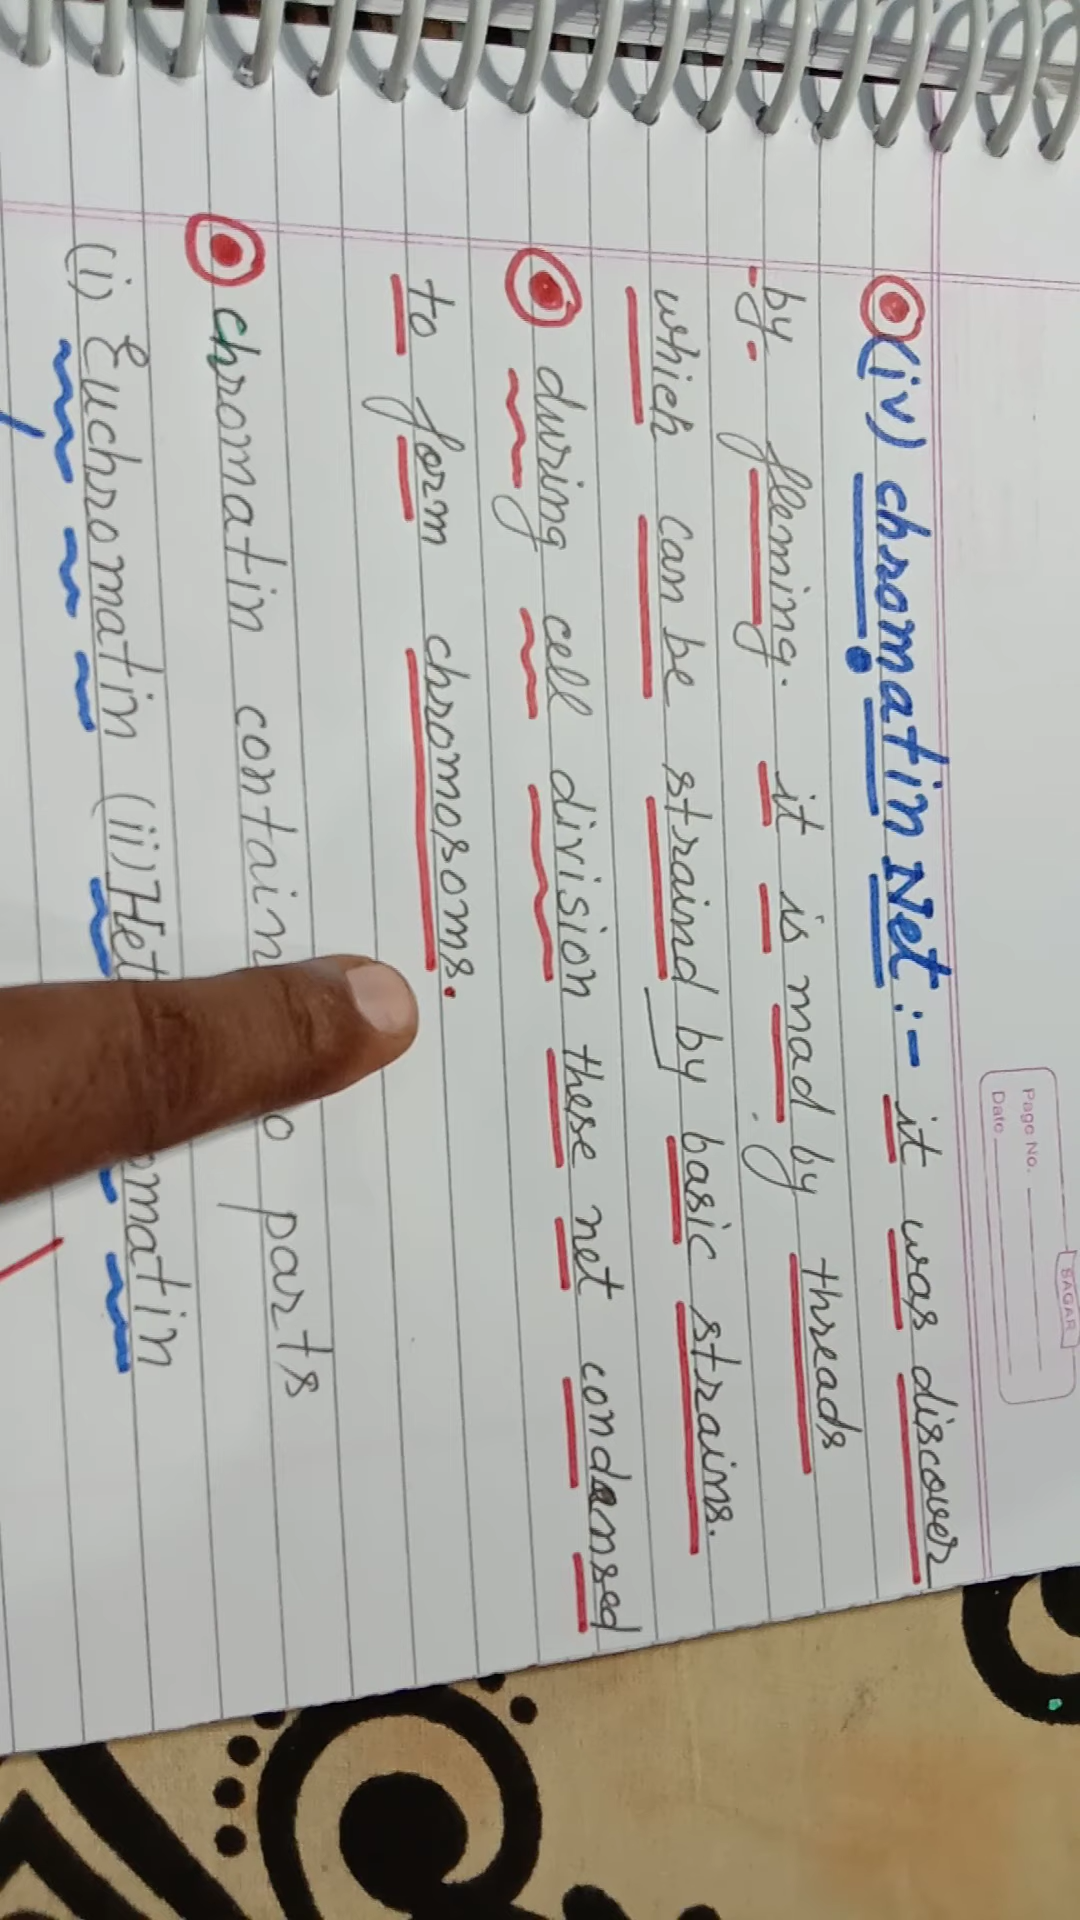 SAGAR
Page No.
Date
(iv) chromatin Net:- it was discover
by fleming. it is mad by threads
which can be straind by basic strains.
during cell division these net condensed
to form chromosoms.
chromatin contain parts
(i) Euchromatin (ii)